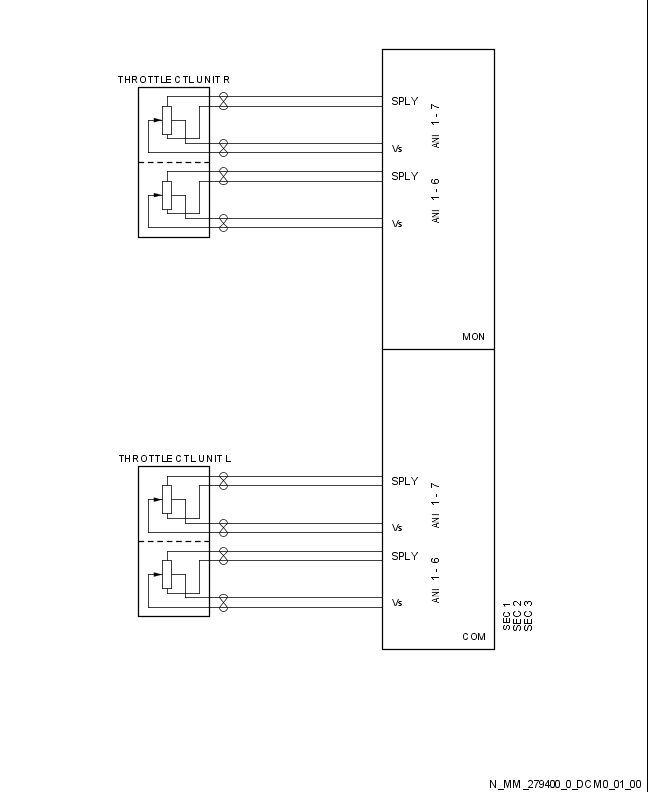 THROTTLE CTL UNIT R
SPLY
ANI 1 - 7
Vs
SPLY
ANI 1 - 6
Vs
MON
THROTTLE CTL UNIT L
SPLY
ANI 1 - 7
Vs
SPLY
ANI 1 - 6
Vs
COM
SEC 1
SEC 2
SEC 3
N_MM_279400_0_DCM0_01_00